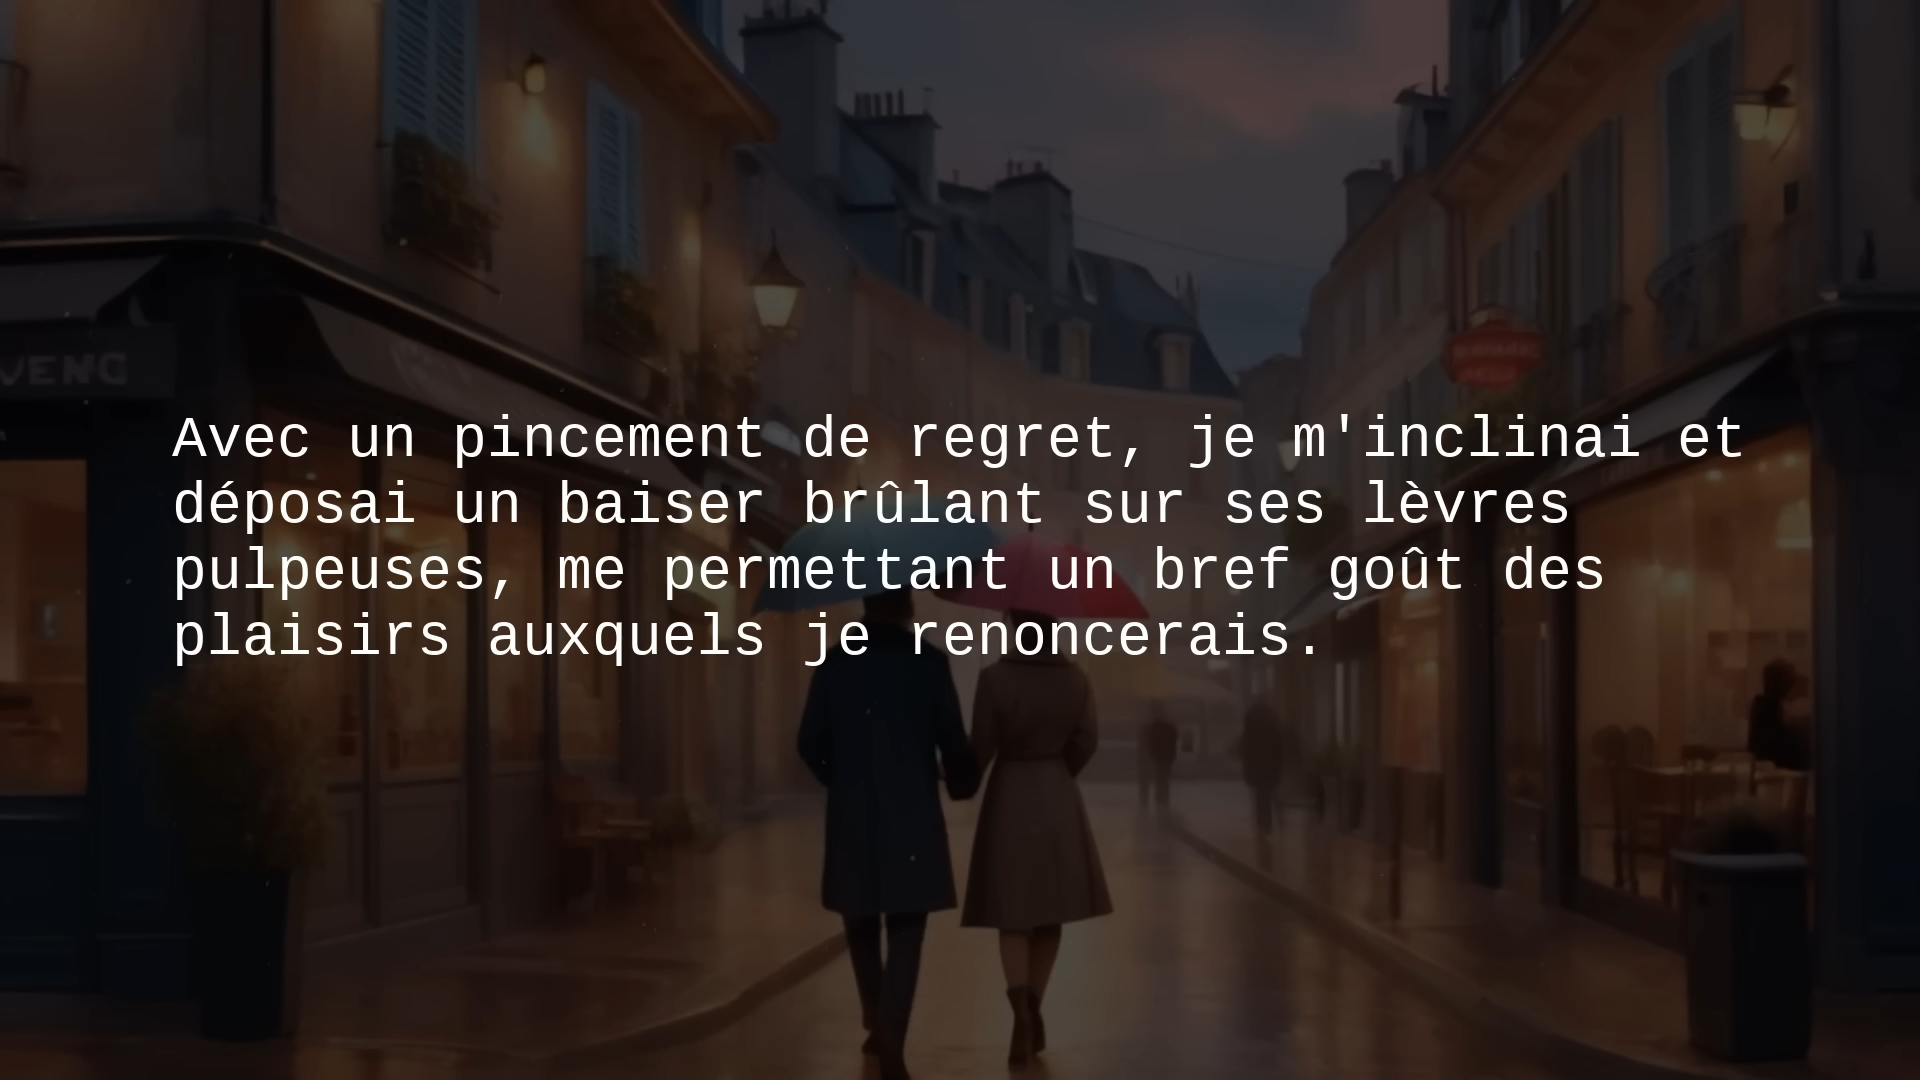 VENG
Avec un pincement de regret, je m'inclinai et
déposai un baiser brûlant sur ses lèvres
pulpeuses, me permettant un bref goût des
plaisirs auxquels je renoncerais.